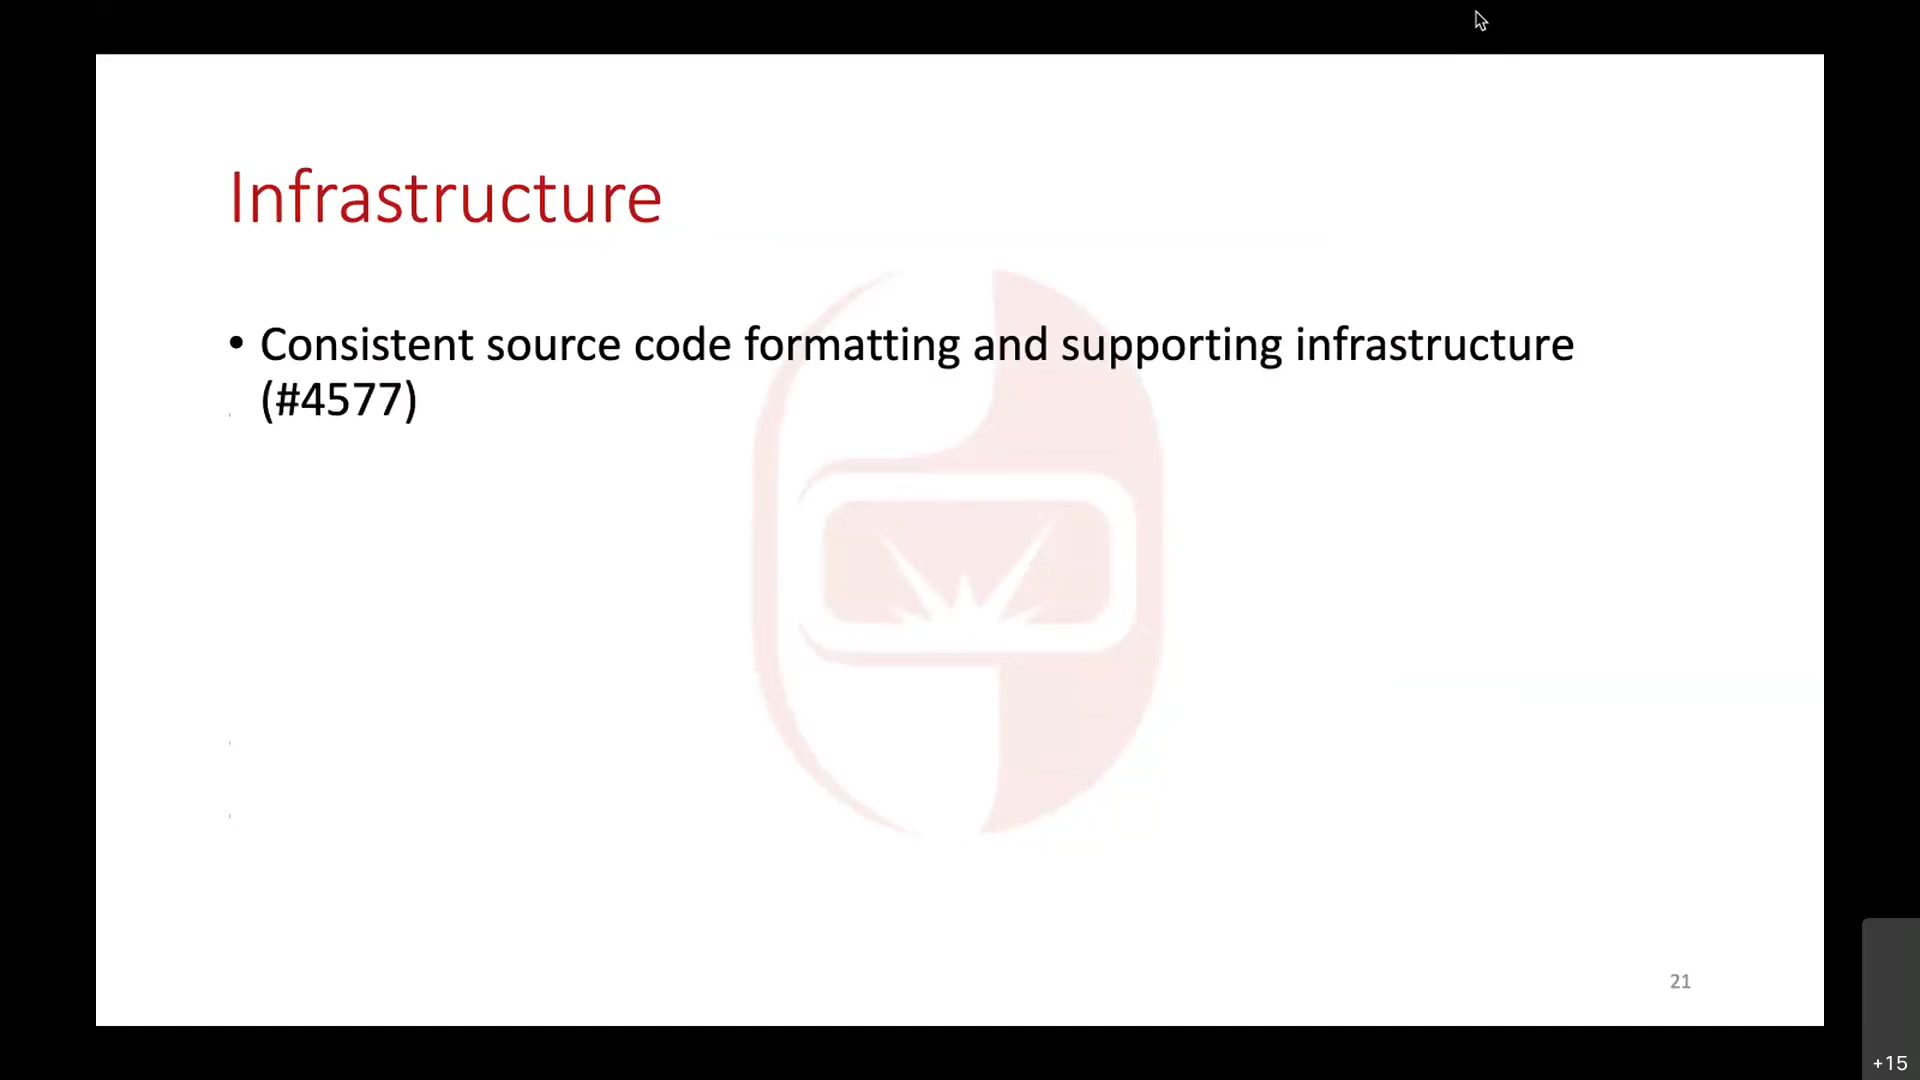 Infrastructure
• Consistent source code formatting and supporting infrastructure
(#4577)
21
+15